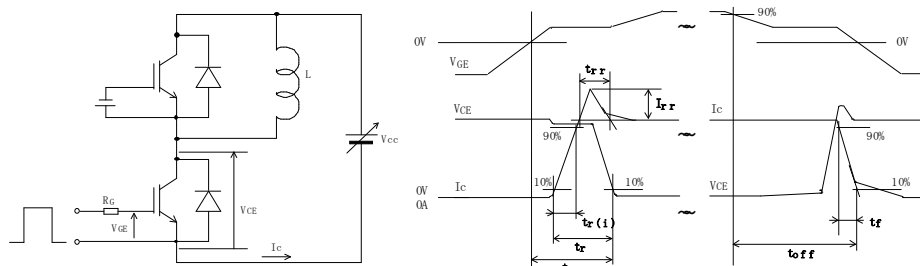 L
Vcc
RG
VGE
VCE
Ic
0V
VGE
trr
VCE
Irr
90%
10%
10%
0V
0A
Ic
tr(i)
tr
90%
0V
Ic
90%
VCE
10%
tf
toff